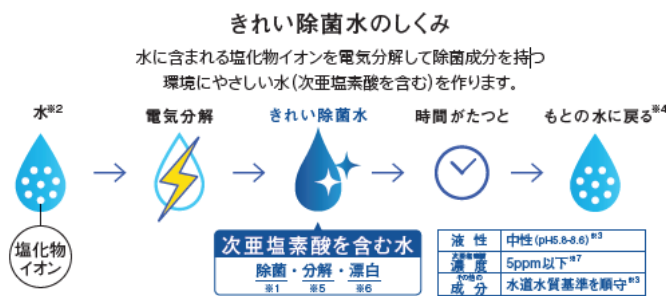 きれい除菌水のしくみ
水に含まれる塩化物イオンを電気分解して除菌成分を持つ
環境にやさしい水(次亜塩素酸を含む)を作ります。
水※2
電気分解
きれい除菌水
時間がたつと
もとの水に戻る※4
塩化物
イオン
次亜塩素酸を含む水
除菌・分解・漂白
※1 ※5 ※6
液性 中性(pH5.8-8.6)※3
濃度 5ppm以下※7
その他の
成分 水道水質基準を順守※3